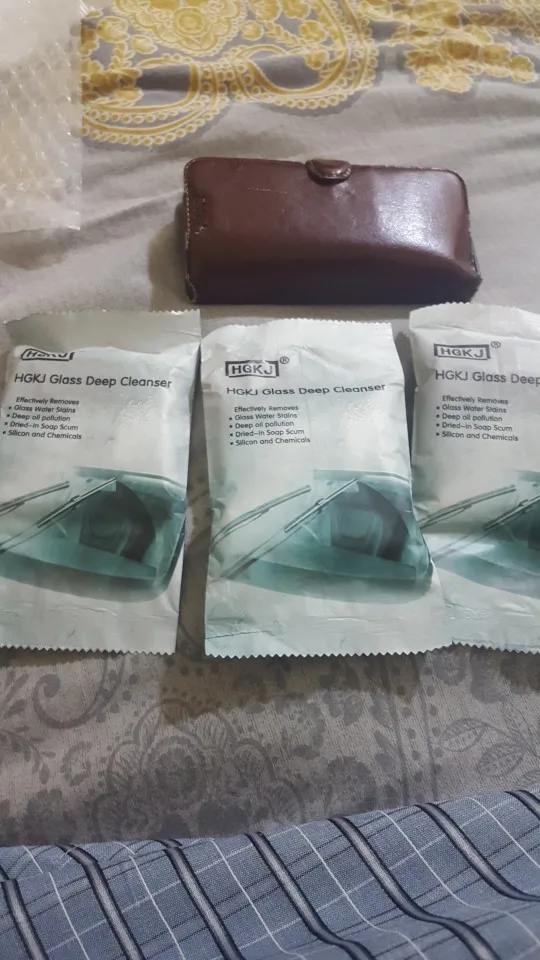 HGKJ
HGKJ Glass Deep Cleanser
Effectively Removes
• Glass Water Stains
• Deep oil pollution
• Dried-in Soap Scum
• Silicon and Chemicals
HGKJ®
HGKJ Glass Deep Cleanser
Effectively Removes
• Glass Water Stains
• Deep oil pollution
• Dried-in Soap Scum
• Silicon and Chemicals
HGKJ®
HGKJ Glass Deep
Effectively Removes
• Glass Water Stains
• Deep oil pollution
• Dried-in Soap Scum
• Silicon and Chemicals